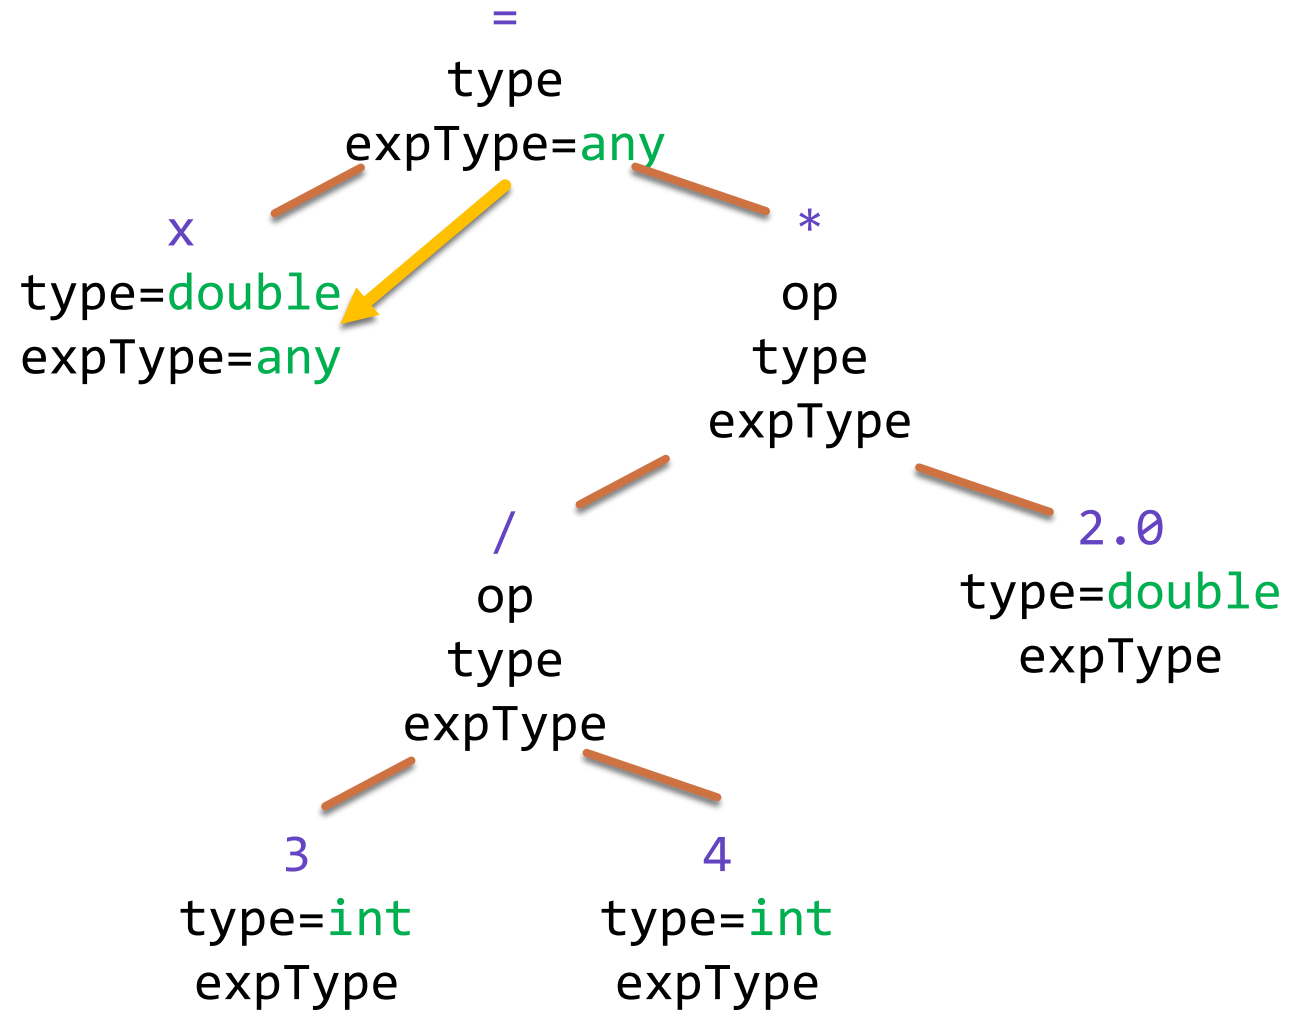 =
type
expType=any
x
type=double
expType=any
*
op
type
expType
/
op
type
expType
2.0
type=double
expType
3
type=int
expType
4
type=int
expType